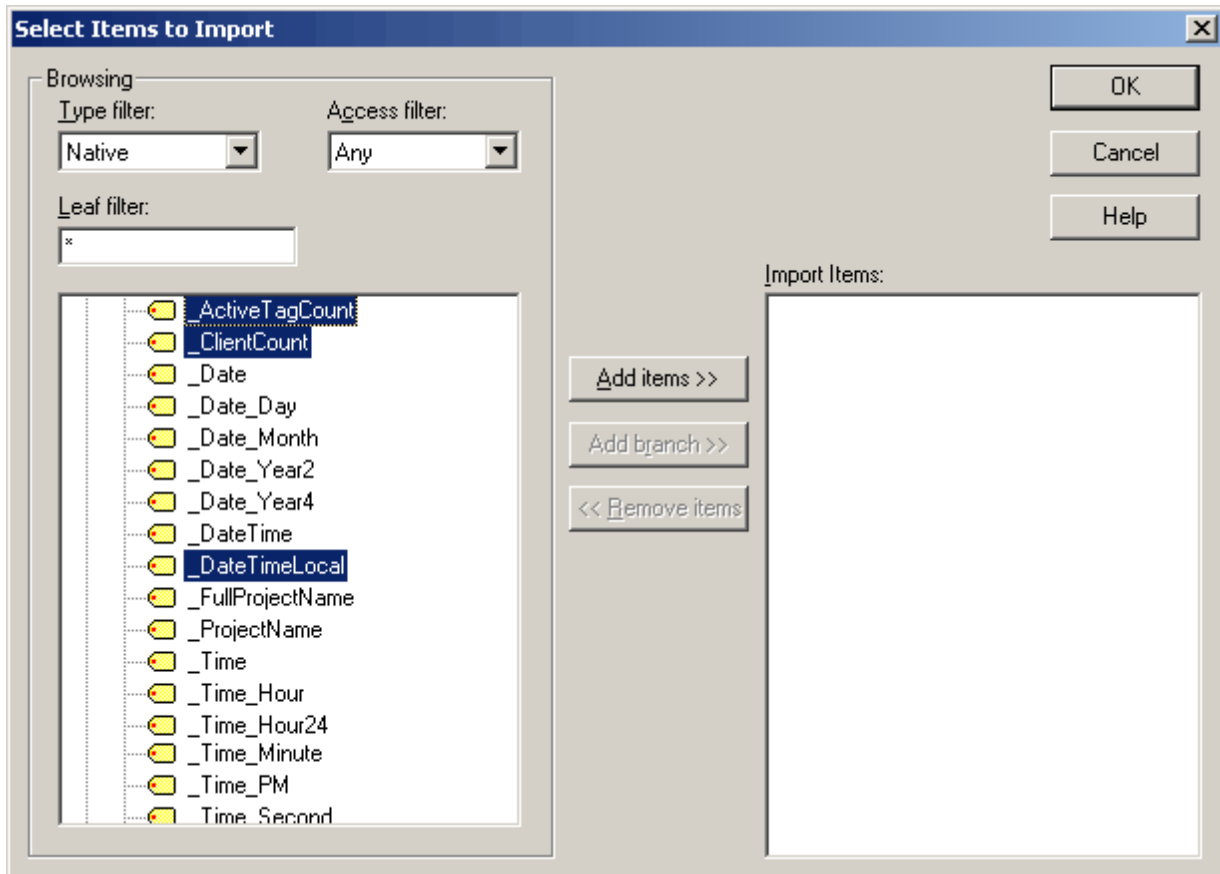 Select Items to Import
Browsing
Type filter:
Access filter:
Native
Any
Leaf filter:
*
_ActiveTagCount
_ClientCount
_Date
_Date_Day
_Date_Month
_Date_Year2
_Date_Year4
_DateTime
_DateTimeLocal
_FullProjectName
_ProjectName
_Time
_Time_Hour
_Time_Hour24
_Time_Minute
_Time_PM
_Time_Second
Add items >>
Add branch >>
<< Remove items
OK
Cancel
Help
Import Items: